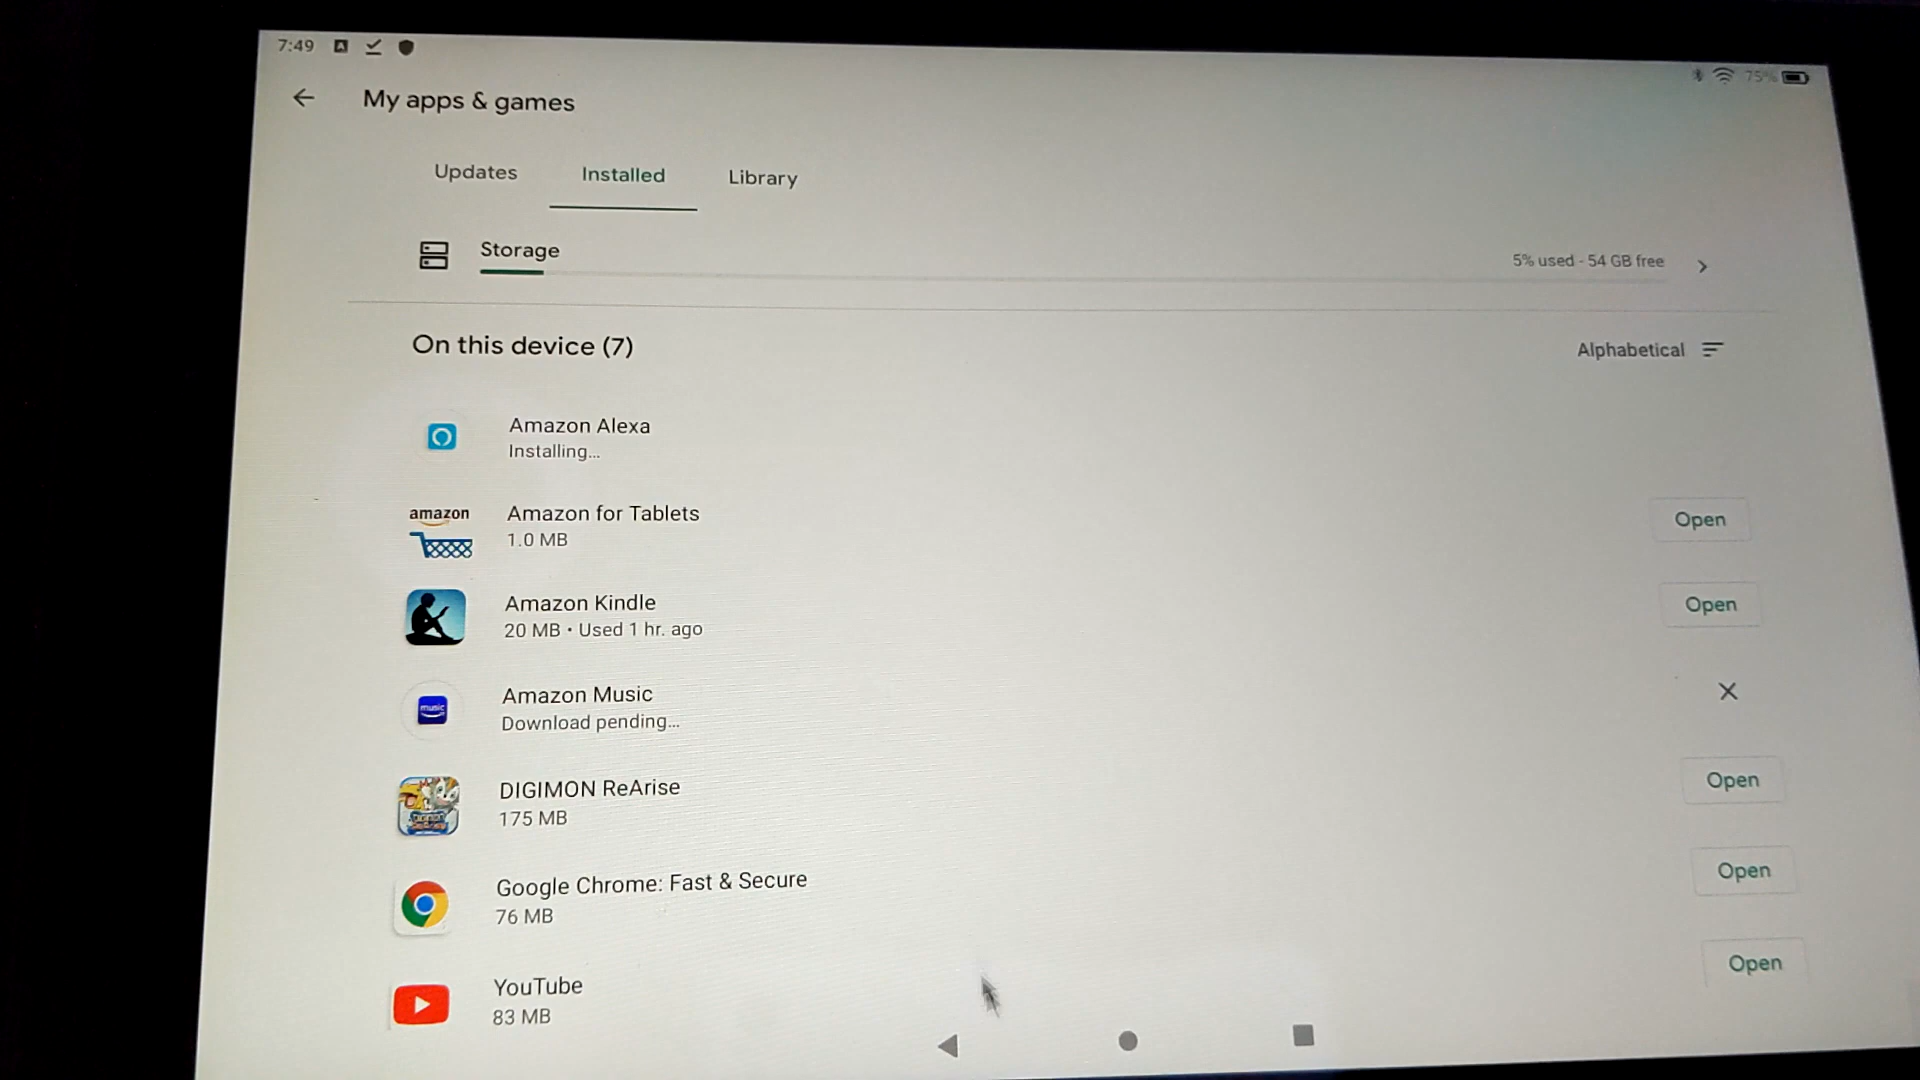 7:49
75%
My apps & games
Updates
Installed
Library
Storage
5% used - 54 GB free
On this device (7)
Alphabetical
Amazon Alexa
Installing...
amazon
Amazon for Tablets
1.0 MB
Open
Amazon Kindle
20 MB • Used 1 hr. ago
Open
music
Amazon Music
Download pending...
DIGIMON ReArise
175 MB
Open
Google Chrome: Fast & Secure
76 MB
Open
YouTube
83 MB
Open